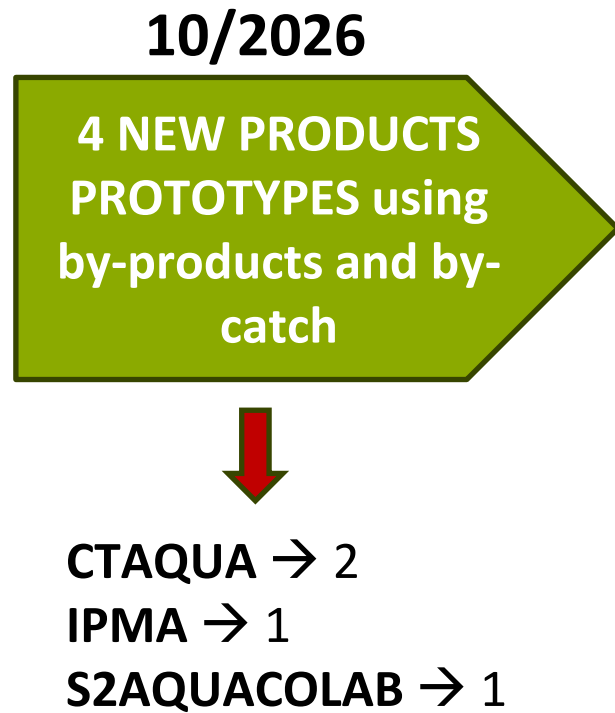 10/2026
4 NEW PRODUCTS
PROTOTYPES using
by-products and by-
catch
CTAQUA → 2
IPMA → 1
S2AQUACOLAB → 1